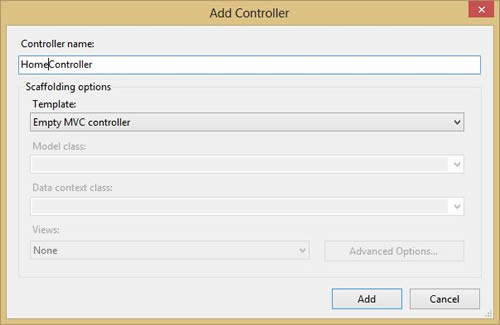 Add Controller
Controller name:
HomeController
Scaffolding options
Template:
Empty MVC controller
Model class:
Data context class:
Views:
None
Advanced Options...
Add
Cancel